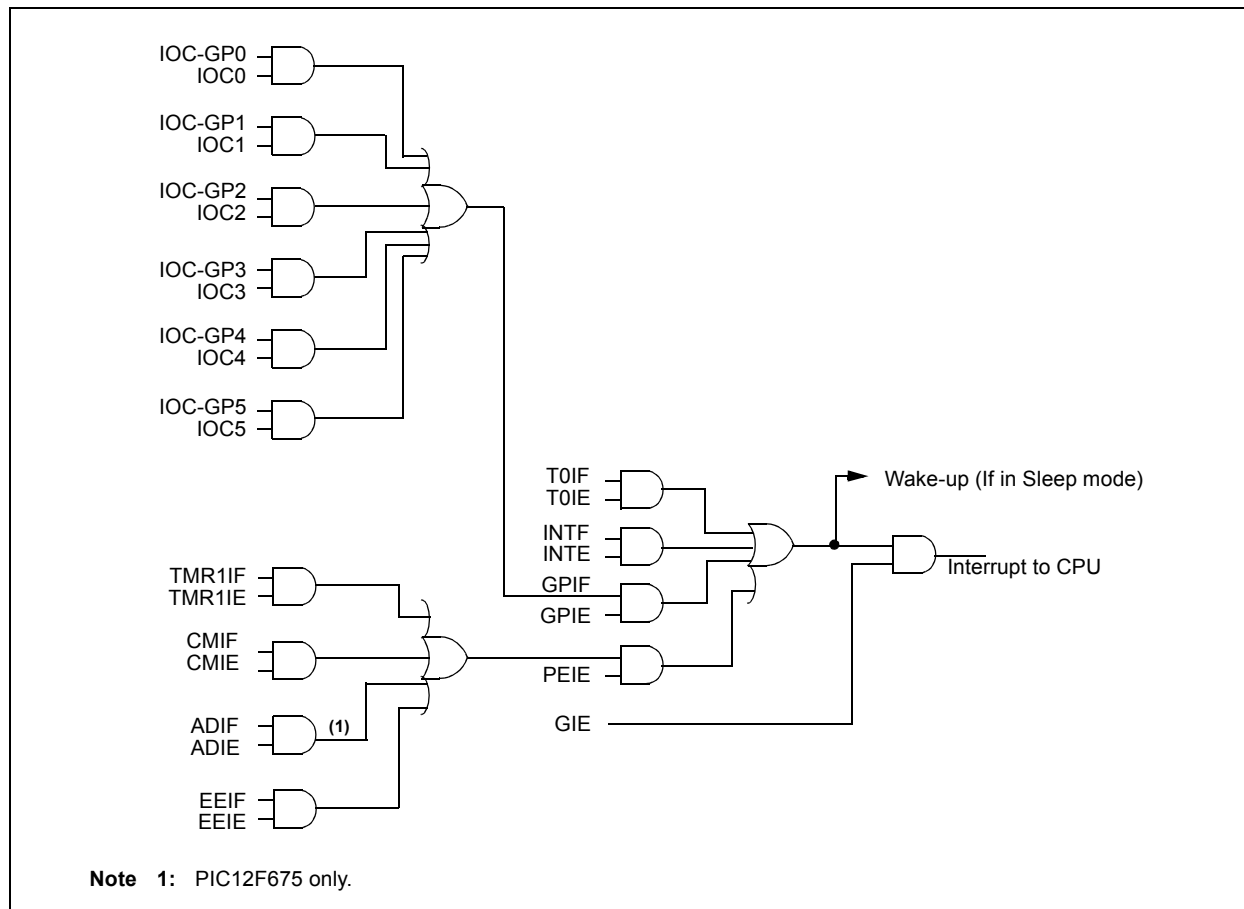 IOC-GP0
IOC0
IOC-GP1
IOC1
IOC-GP2
IOC2
IOC-GP3
IOC3
IOC-GP4
IOC4
IOC-GP5
IOC5
T0IF
T0IE
Wake-up (If in Sleep mode)
INTF
INTE
Interrupt to CPU
TMR1IF
TMR1IE
GPIF
GPIE
CMIF
CMIE
PEIE
ADIF
ADIE
(1)
GIE
EEIF
EEIE
Note 1: PIC12F675 only.